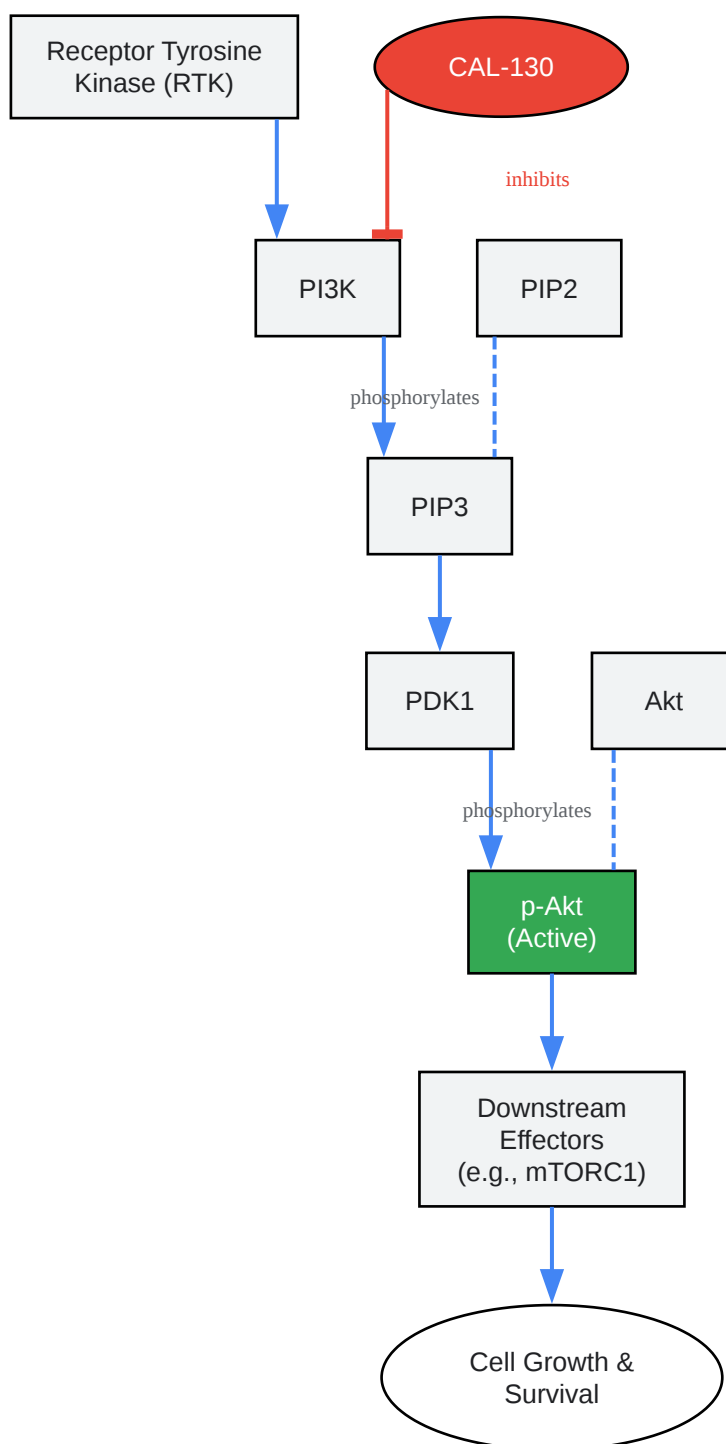 Receptor Tyrosine
Kinase (RTK)
CAL-130
inhibits
PI3K
PIP2
phosphorylates
PIP3
PDK1
Akt
phosphorylates
p-Akt
(Active)
Downstream
Effectors
(e.g., mTORC1)
Cell Growth &
Survival